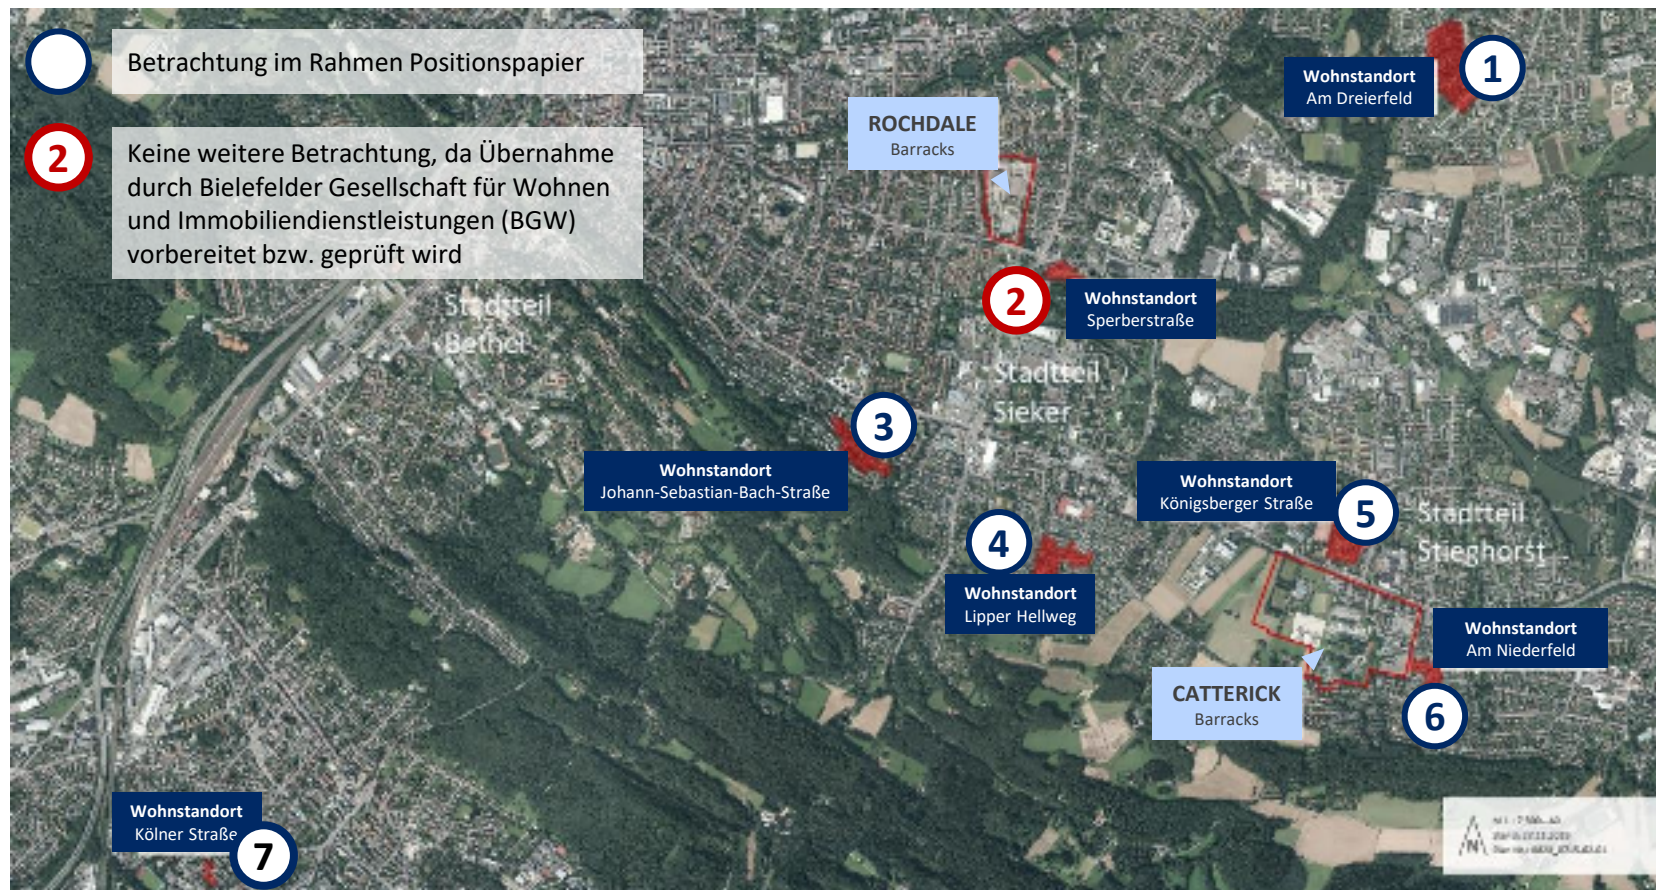 Betrachtung im Rahmen Positionspapier
2
Keine weitere Betrachtung, da Übernahme
durch Bielefelder Gesellschaft für Wohnen
und Immobiliendienstleistungen (BGW)
vorbereitet bzw. geprüft wird
Wohnstandort
Am Dreierfeld
1
ROCHDALE
Barracks
2
Wohnstandort
Sperberstraße
Stadtteil
Bethel
Stadtteil
Sieker
3
Wohnstandort
Johann-Sebastian-Bach-Straße
Wohnstandort
Königsberger Straße
5
Stadtteil
Stieghorst
4
Wohnstandort
Lipper Hellweg
Wohnstandort
Am Niederfeld
CATTERICK
Barracks
6
Wohnstandort
Kölner Straße
7
N